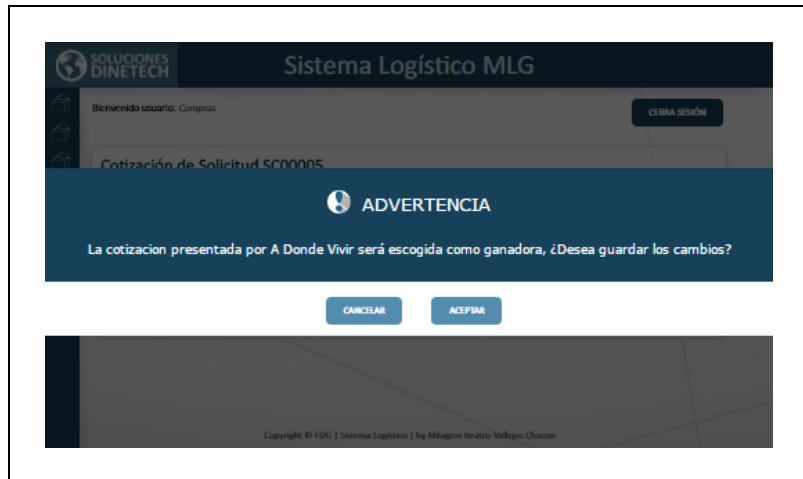 SOLUCIONES
DINETECH
Sistema Logístico MLG
Bienvenido usuario: Compras
CERRA SESIÓN
Cotización de Solicitud SC00005
ADVERTENCIA
La cotizacion presentada por A Donde Vivir será escogida como ganadora, ¿Desea guardar los cambios?
CANCELAR
ACEPTAR
Copyright © EDG | Sistema Logístico | by Milagros Beatriz Vallejos Chacon